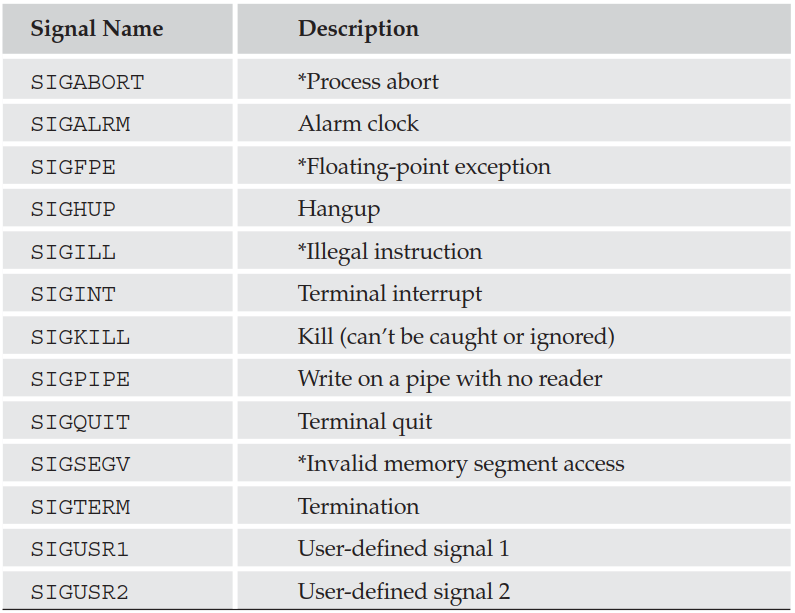 Signal Name Description
SIGABORT *Process abort
SIGALRM Alarm clock
SIGFPE *Floating-point exception
SIGHUP Hangup
SIGILL *Illegal instruction
SIGINT Terminal interrupt
SIGKILL Kill (can’t be caught or ignored)
SIGPIPE Write on a pipe with no reader
SIGQUIT Terminal quit
SIGSEGV *Invalid memory segment access
SIGTERM Termination
SIGUSR1 User-defined signal 1
SIGUSR2 User-defined signal 2